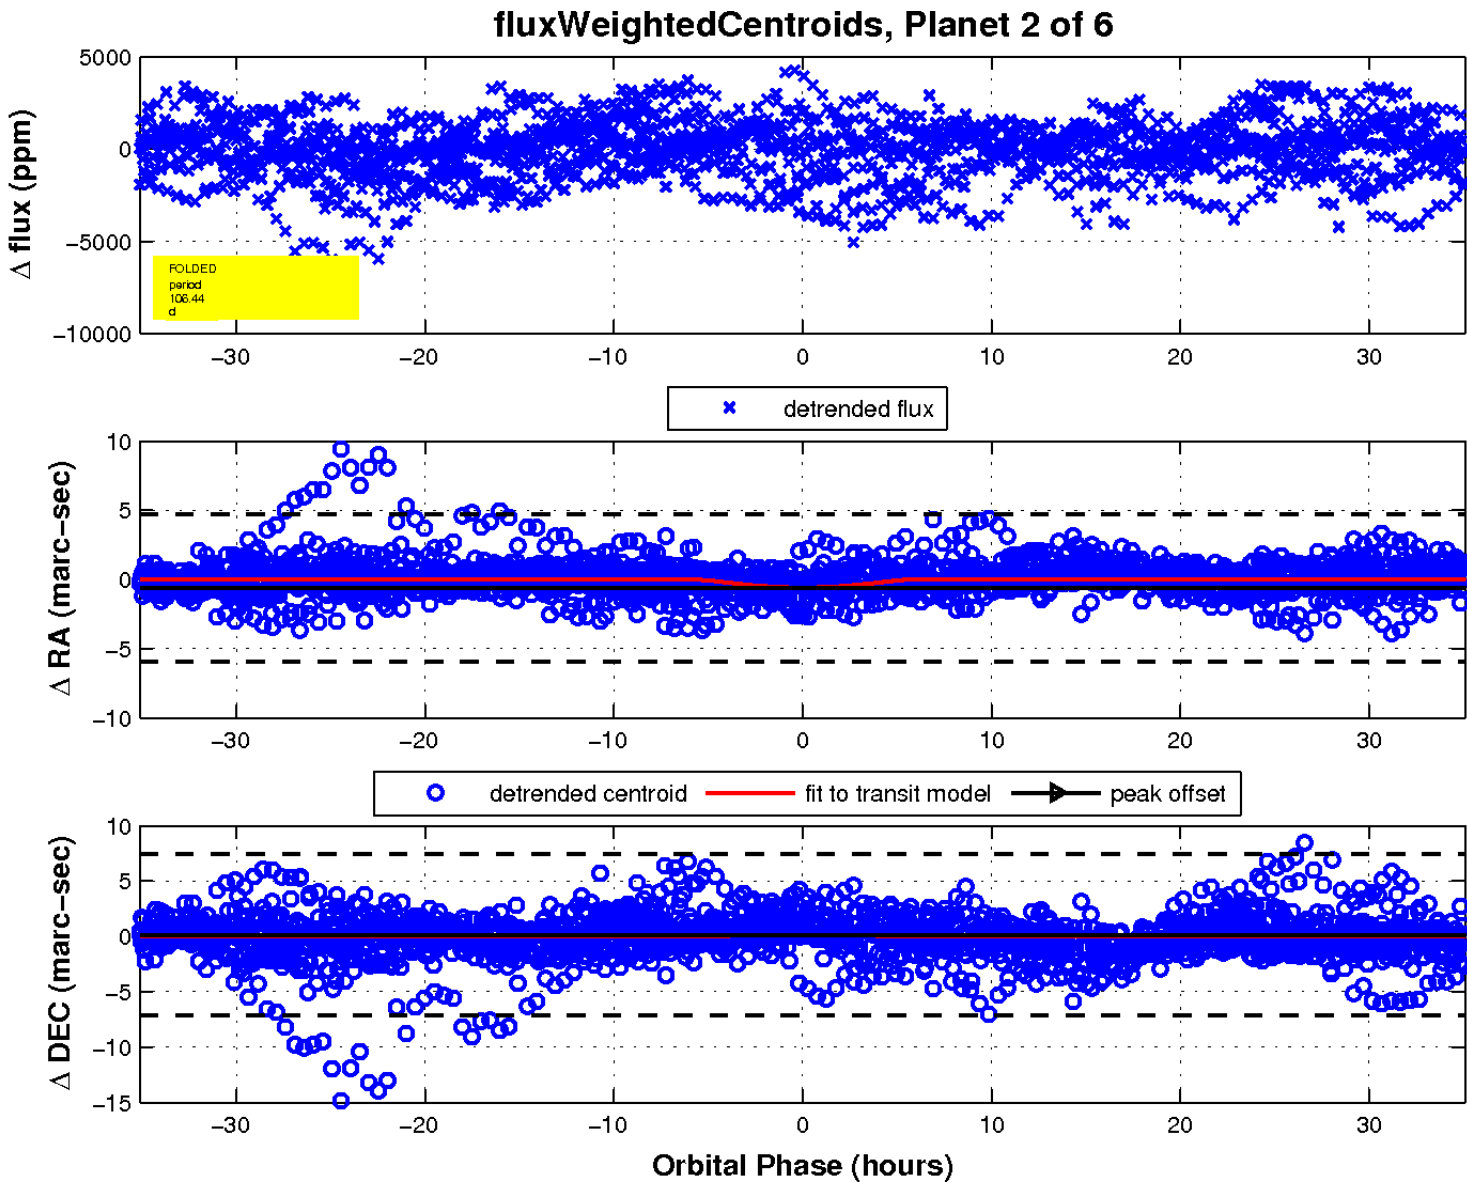 fluxWeightedCentroids, Planet 2 of 6
Δ flux (ppm)
5000
0
−5000
−10000
FOLDED
period
106.44
d
−30 −20 −10 0 10 20 30
detrended flux
Δ RA (marc−sec)
10
5
0
−5
−10
−30 −20 −10 0 10 20 30
detrended centroid fit to transit model peak offset
Δ DEC (marc−sec)
10
5
0
−5
−10
−15
−30 −20 −10 0 10 20 30
Orbital Phase (hours)